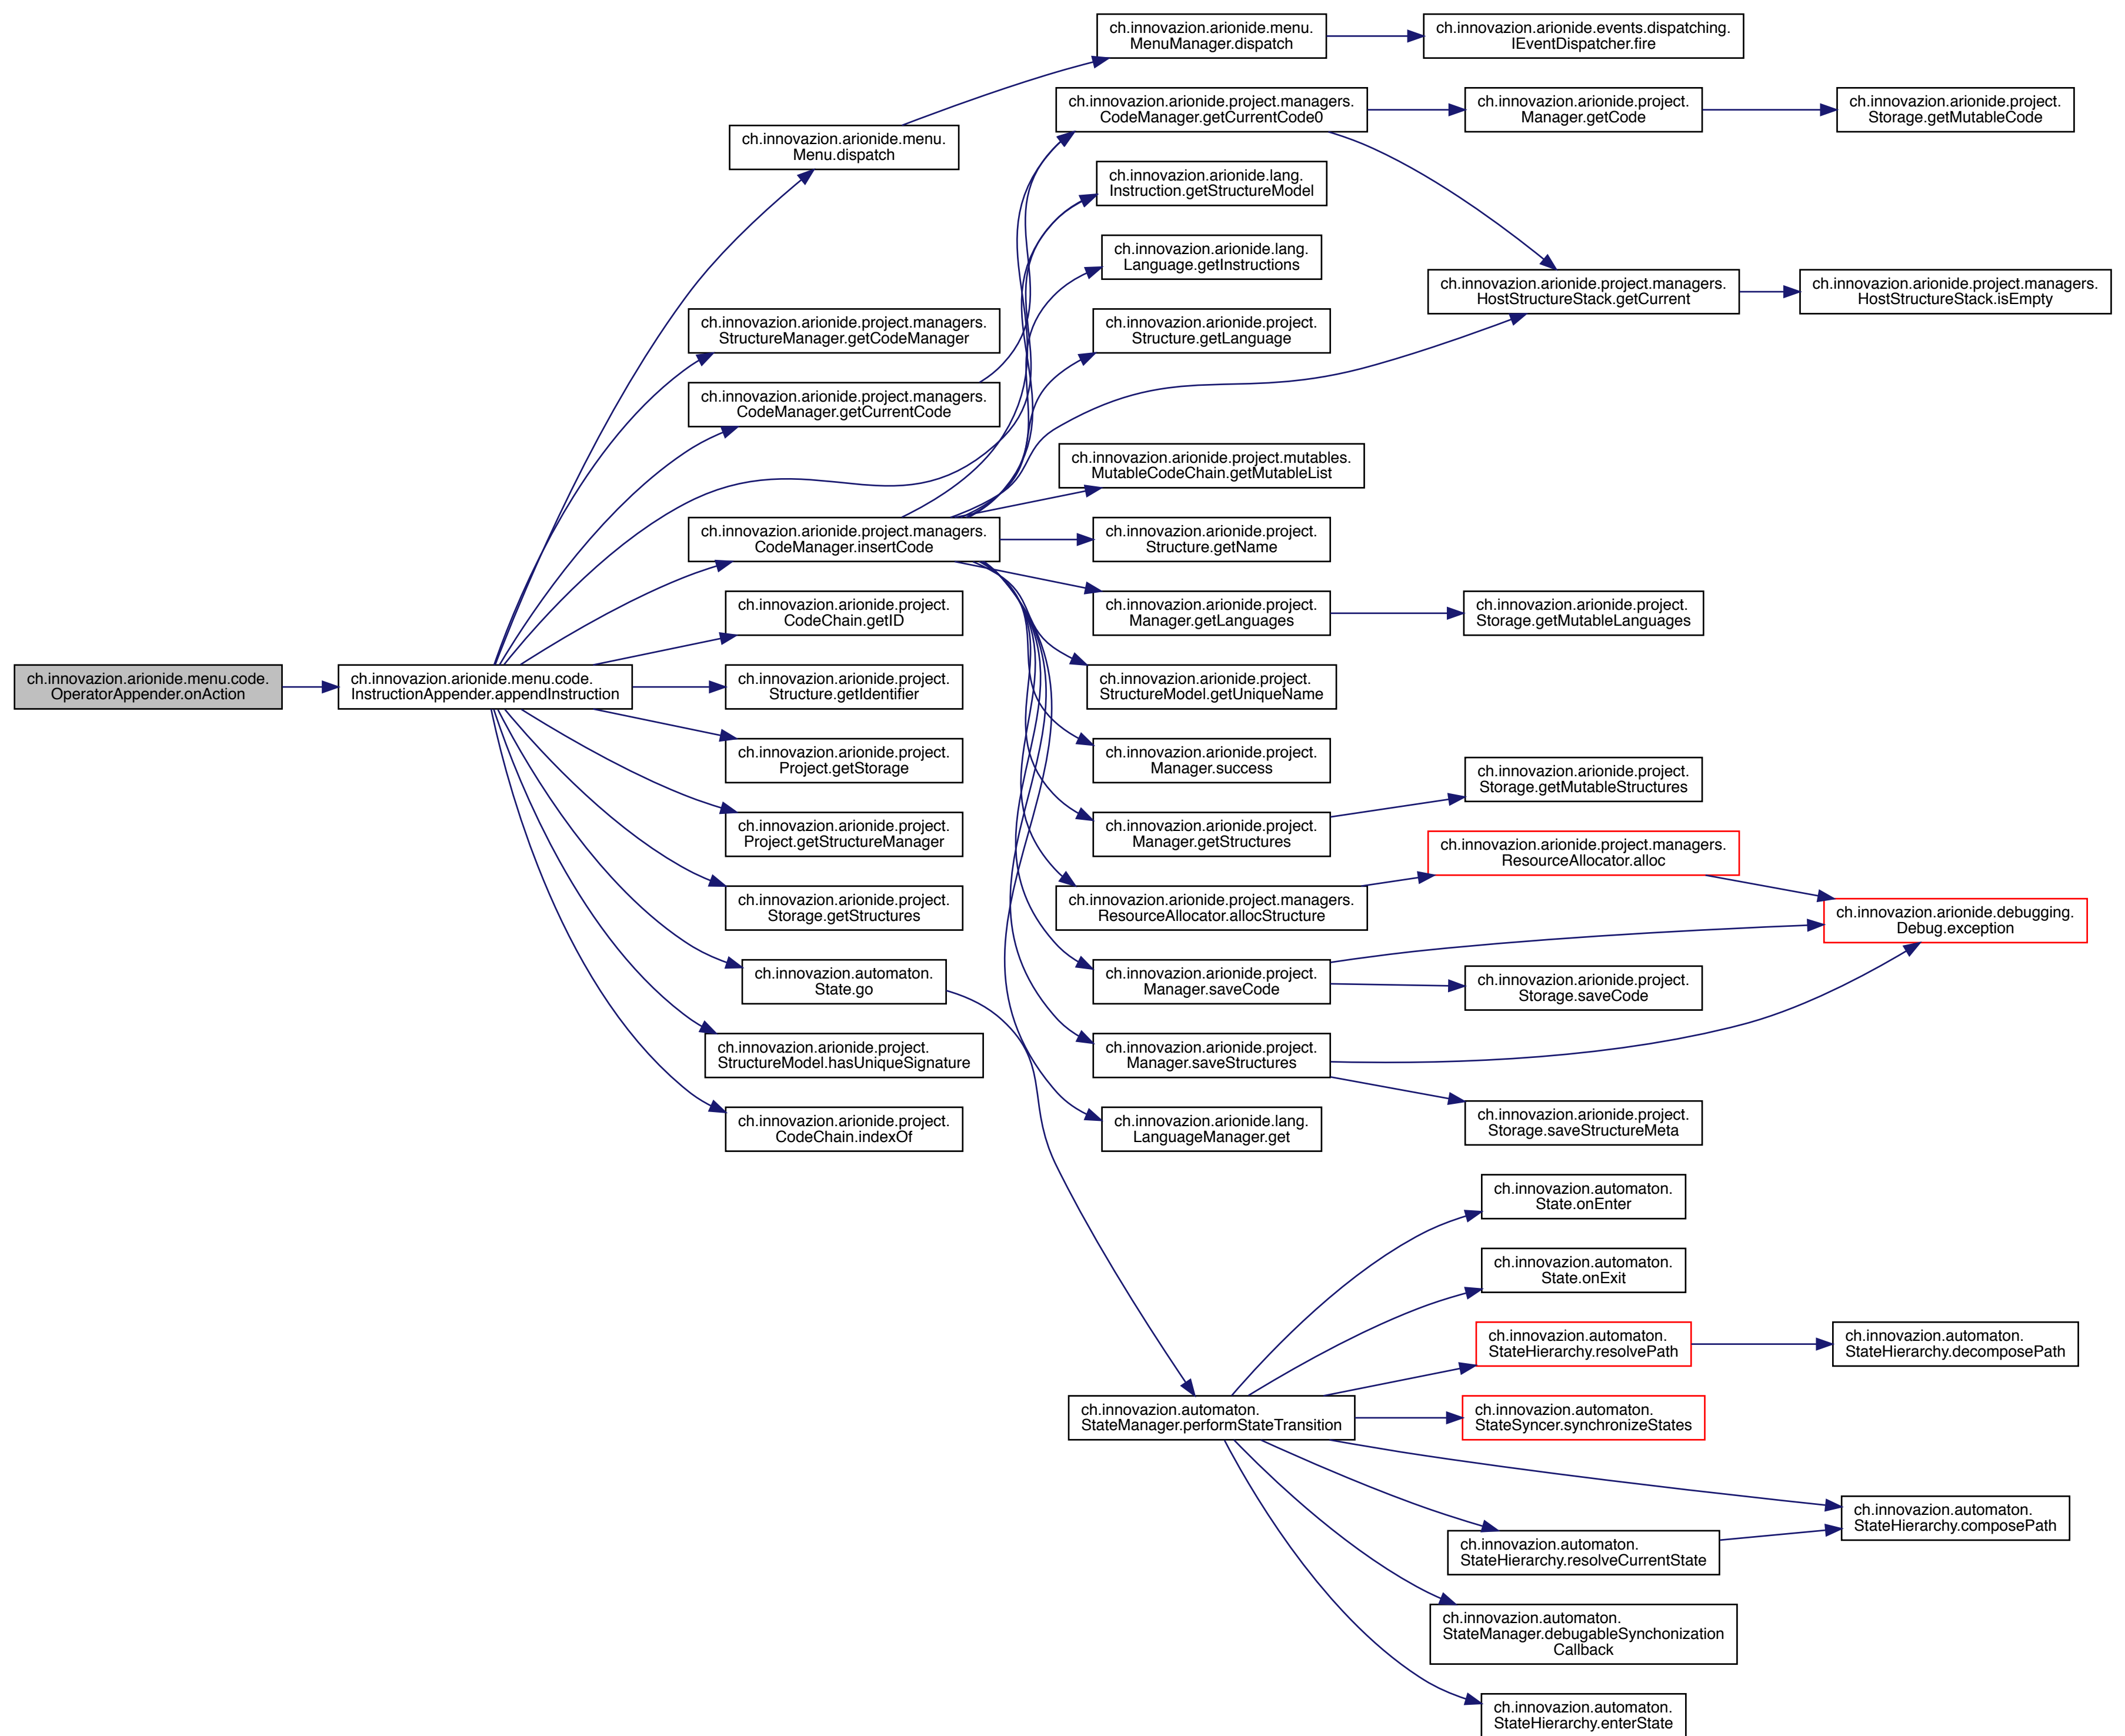 ch.innovazion.arionide.menu.code.
OperatorAppender.onAction
ch.innovazion.arionide.menu.code.
InstructionAppender.appendInstruction
ch.innovazion.arionide.menu.
Menu.dispatch
ch.innovazion.arionide.project.managers.
StructureManager.getCodeManager
ch.innovazion.arionide.project.managers.
CodeManager.getCurrentCode
ch.innovazion.arionide.project.managers.
CodeManager.insertCode
ch.innovazion.arionide.project.
CodeChain.getID
ch.innovazion.arionide.project.
Structure.getIdentifier
ch.innovazion.arionide.project.
Project.getStorage
ch.innovazion.arionide.project.
Project.getStructureManager
ch.innovazion.arionide.project.
Storage.getStructures
ch.innovazion.automaton.
State.go
ch.innovazion.arionide.project.
StructureModel.hasUniqueSignature
ch.innovazion.arionide.project.
CodeChain.indexOf
ch.innovazion.arionide.menu.
MenuManager.dispatch
ch.innovazion.arionide.project.managers.
CodeManager.getCurrentCode0
ch.innovazion.arionide.lang.
Instruction.getStructureModel
ch.innovazion.arionide.lang.
Language.getInstructions
ch.innovazion.arionide.project.
Structure.getLanguage
ch.innovazion.arionide.project.mutables.
MutableCodeChain.getMutableList
ch.innovazion.arionide.project.
Structure.getName
ch.innovazion.arionide.project.
Manager.getLanguages
ch.innovazion.arionide.project.
StructureModel.getUniqueName
ch.innovazion.arionide.project.
Manager.success
ch.innovazion.arionide.project.
Manager.getStructures
ch.innovazion.arionide.project.managers.
ResourceAllocator.allocStructure
ch.innovazion.arionide.project.
Manager.saveCode
ch.innovazion.arionide.project.
Manager.saveStructures
ch.innovazion.arionide.lang.
LanguageManager.get
ch.innovazion.automaton.
StateManager.performStateTransition
ch.innovazion.arionide.events.dispatching.
IEventDispatcher.fire
ch.innovazion.arionide.project.
Manager.getCode
ch.innovazion.arionide.project.managers.
HostStructureStack.getCurrent
ch.innovazion.arionide.project.
Storage.getMutableLanguages
ch.innovazion.arionide.project.
Storage.getMutableStructures
ch.innovazion.arionide.project.managers.
ResourceAllocator.alloc
ch.innovazion.arionide.project.
Storage.saveCode
ch.innovazion.arionide.project.
Storage.saveStructureMeta
ch.innovazion.automaton.
State.onEnter
ch.innovazion.automaton.
State.onExit
ch.innovazion.automaton.
StateHierarchy.resolvePath
ch.innovazion.automaton.
StateSyncer.synchronizeStates
ch.innovazion.automaton.
StateHierarchy.resolveCurrentState
ch.innovazion.automaton.
StateManager.debugableSynchonization
Callback
ch.innovazion.automaton.
StateHierarchy.enterState
ch.innovazion.arionide.project.
Storage.getMutableCode
ch.innovazion.arionide.project.managers.
HostStructureStack.isEmpty
ch.innovazion.arionide.debugging.
Debug.exception
ch.innovazion.automaton.
StateHierarchy.decomposePath
ch.innovazion.automaton.
StateHierarchy.composePath